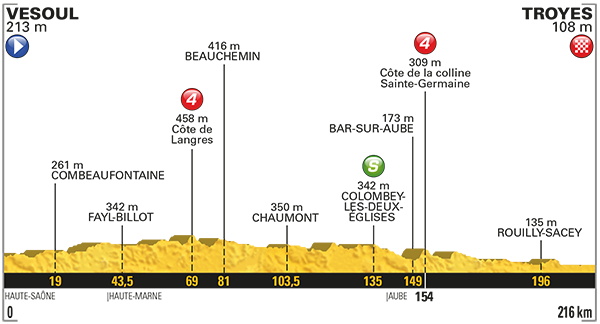 VESOUL
213 m
TROYES
108 m
261 m
COMBEAUFONTAINE
342 m
FAYL-BILLOT
4
458 m
Côte de
Langres
416 m
BEAUCHEMIN
350 m
CHAUMONT
S
342 m
COLOMBEY-
LES-DEUX-
ÉGLISES
173 m
BAR-SUR-AUBE
4
309 m
Côte de la colline
Sainte-Germaine
135 m
ROUILLY-SACEY
19
43,5
69
81
103,5
135
149
196
HAUTE-SAÔNE
|HAUTE-MARNE
|AUBE
154
0
216 km